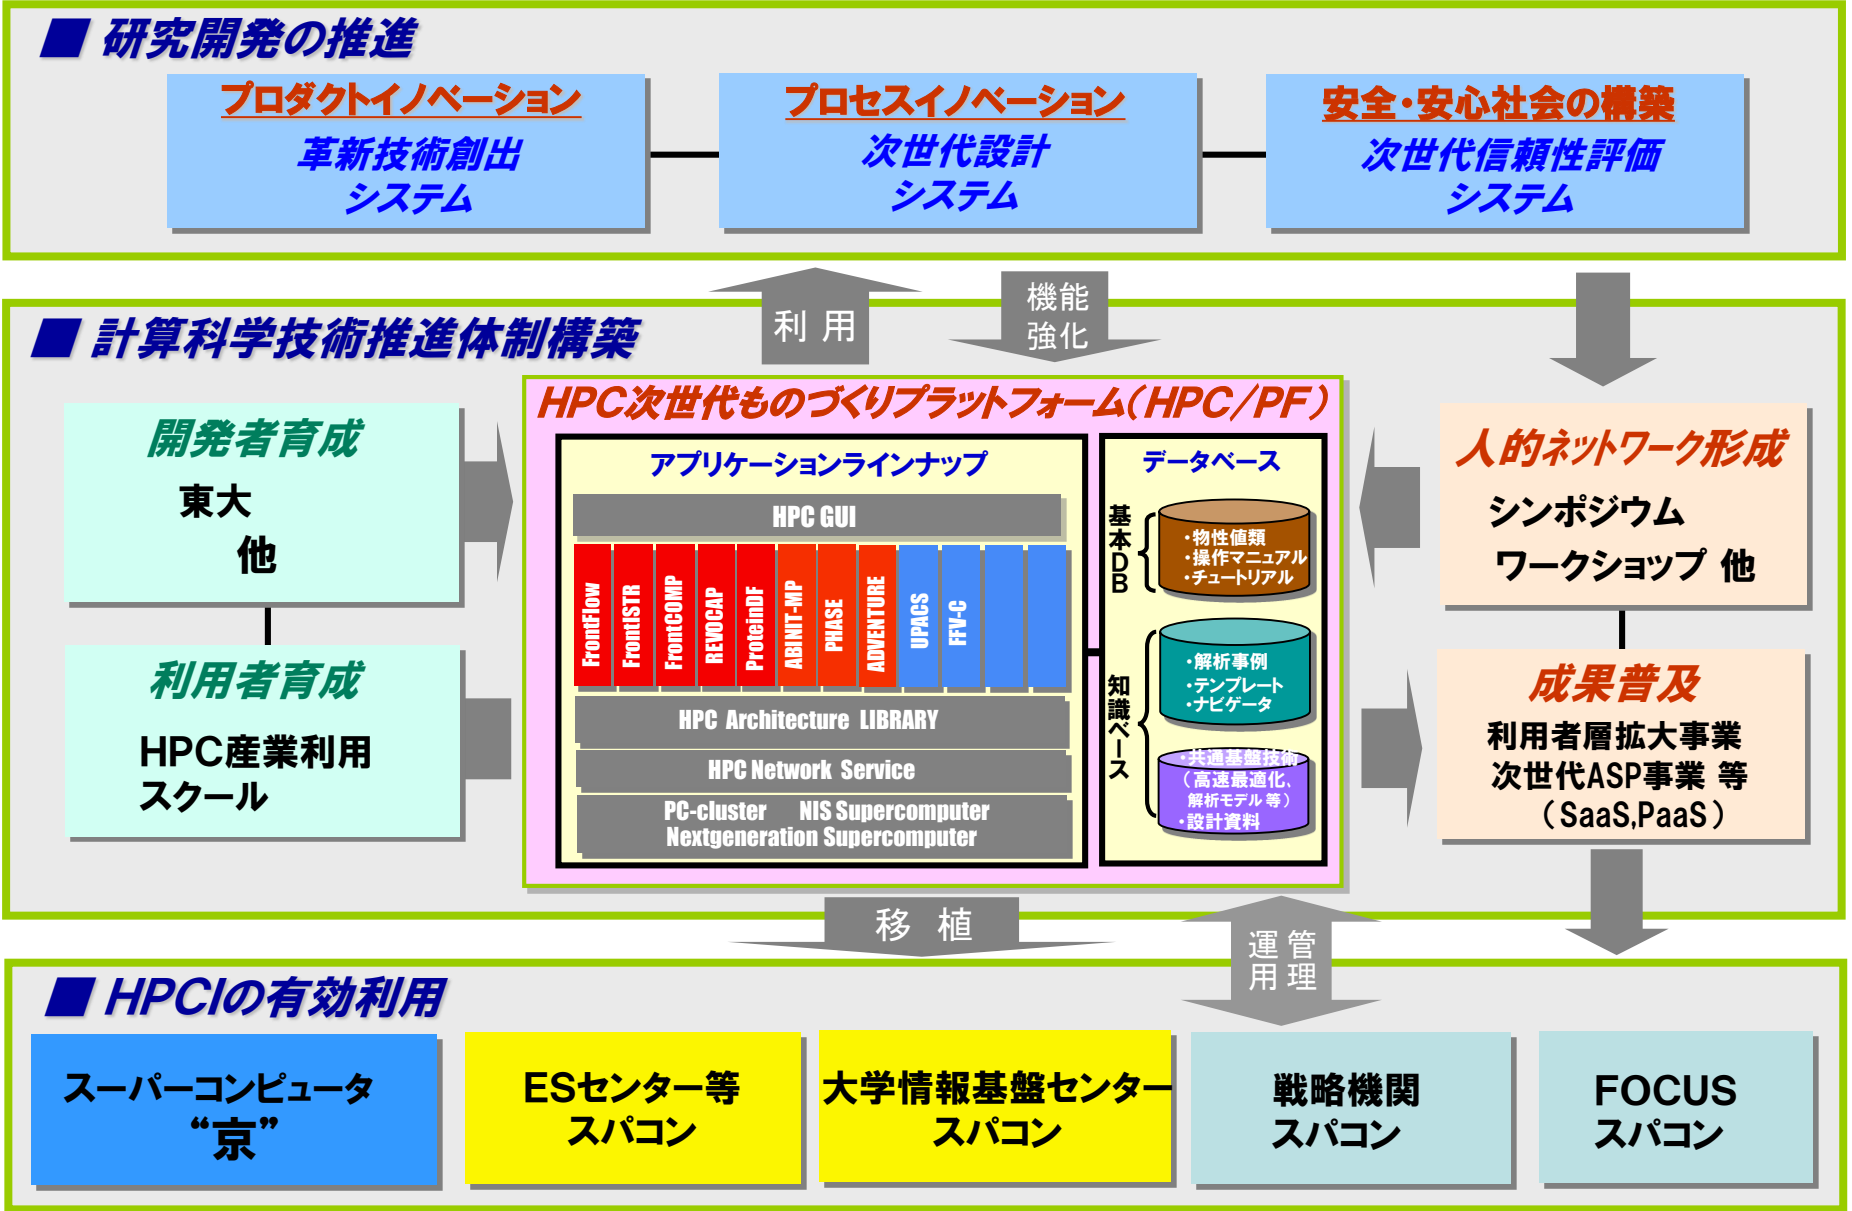 ■ 研究開発の推進
プロダクトイノベーション
革新技術創出
システム
プロセスイノベーション
次世代設計
システム
安全・安心社会の構築
次世代信頼性評価
システム
利 用
機能
強化
■ 計算科学技術推進体制構築
開発者育成
東大
他
利用者育成
HPC産業利用
スクール
HPC次世代ものづくりプラットフォーム(HPC/PF)
アプリケーションラインナップ
HPC GUI
FrontFlow
FrontISTR
FrontCOMP
REVOCAP
ProteinDF
ABINIT-MP
PHASE
ADVENTURE
UPACS
FFV-C
HPC Architecture LIBRARY
HPC Network Service
PC-cluster NIS Supercomputer
Nextgeneration Supercomputer
データベース
基本DB
・物性値類
・操作マニュアル
・チュートリアル
知識ベース
・解析事例
・テンプレート
・ナビゲータ
・共通基盤技術
(高速最適化、
解析モデル等)
・設計資料
人的ネットワーク形成
シンポジウム
ワークショップ 他
成果普及
利用者層拡大事業
次世代ASP事業 等
(SaaS,PaaS)
移 植
運用
管理
■ HPCIの有効利用
スーパーコンピュータ
“京”
ESセンター等
スパコン
大学情報基盤センター
スパコン
戦略機関
スパコン
FOCUS
スパコン